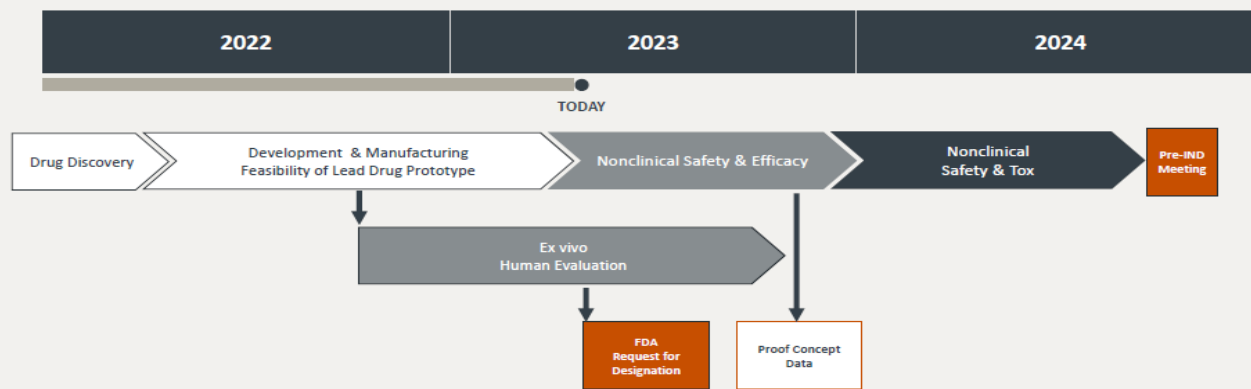 2022
2023
2024
TODAY
Drug Discovery
Development & Manufacturing
Feasibility of Lead Drug Prototype
Nonclinical Safety & Efficacy
Nonclinical
Safety & Tox
Pre-IND
Meeting
Ex vivo
Human Evaluation
FDA
Request for
Designation
Proof Concept
Data